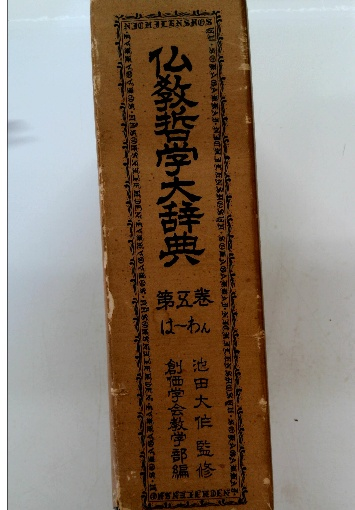 仏教哲学大辞典
第五巻
は〜わん
池田大作 監修
創価学会教学部編